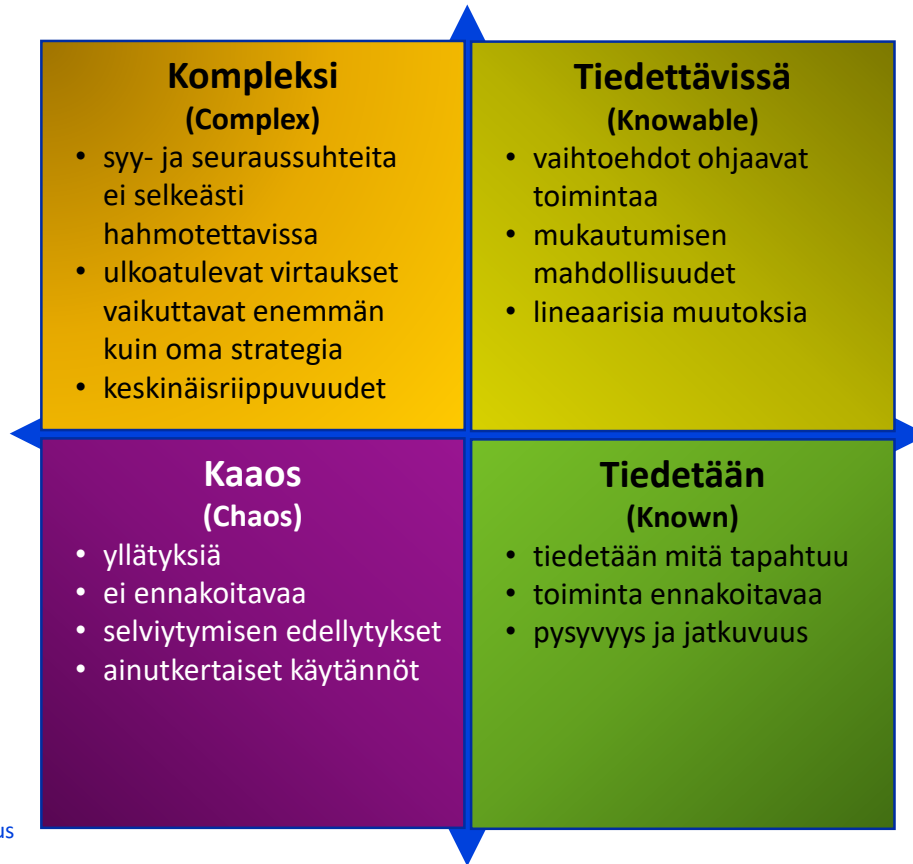 Kompleksi
(Complex)
• syy- ja seuraussuhteita
ei selkeästi
hahmotettavissa
• ulkoatulevat virtaukset
vaikuttavat enemmän
kuin oma strategia
• keskinäisriippuvuudet
Tiedettävissä
(Knowable)
• vaihtoehdot ohjaavat
toimintaa
• mukautumisen
mahdollisuudet
• lineaarisia muutoksia
Kaaos
(Chaos)
• yllätyksiä
• ei ennakoitavaa
• selviytymisen edellytykset
• ainutkertaiset käytännöt
Tiedetään
(Known)
• tiedetään mitä tapahtuu
• toiminta ennakoitavaa
• pysyvyys ja jatkuvuus
us